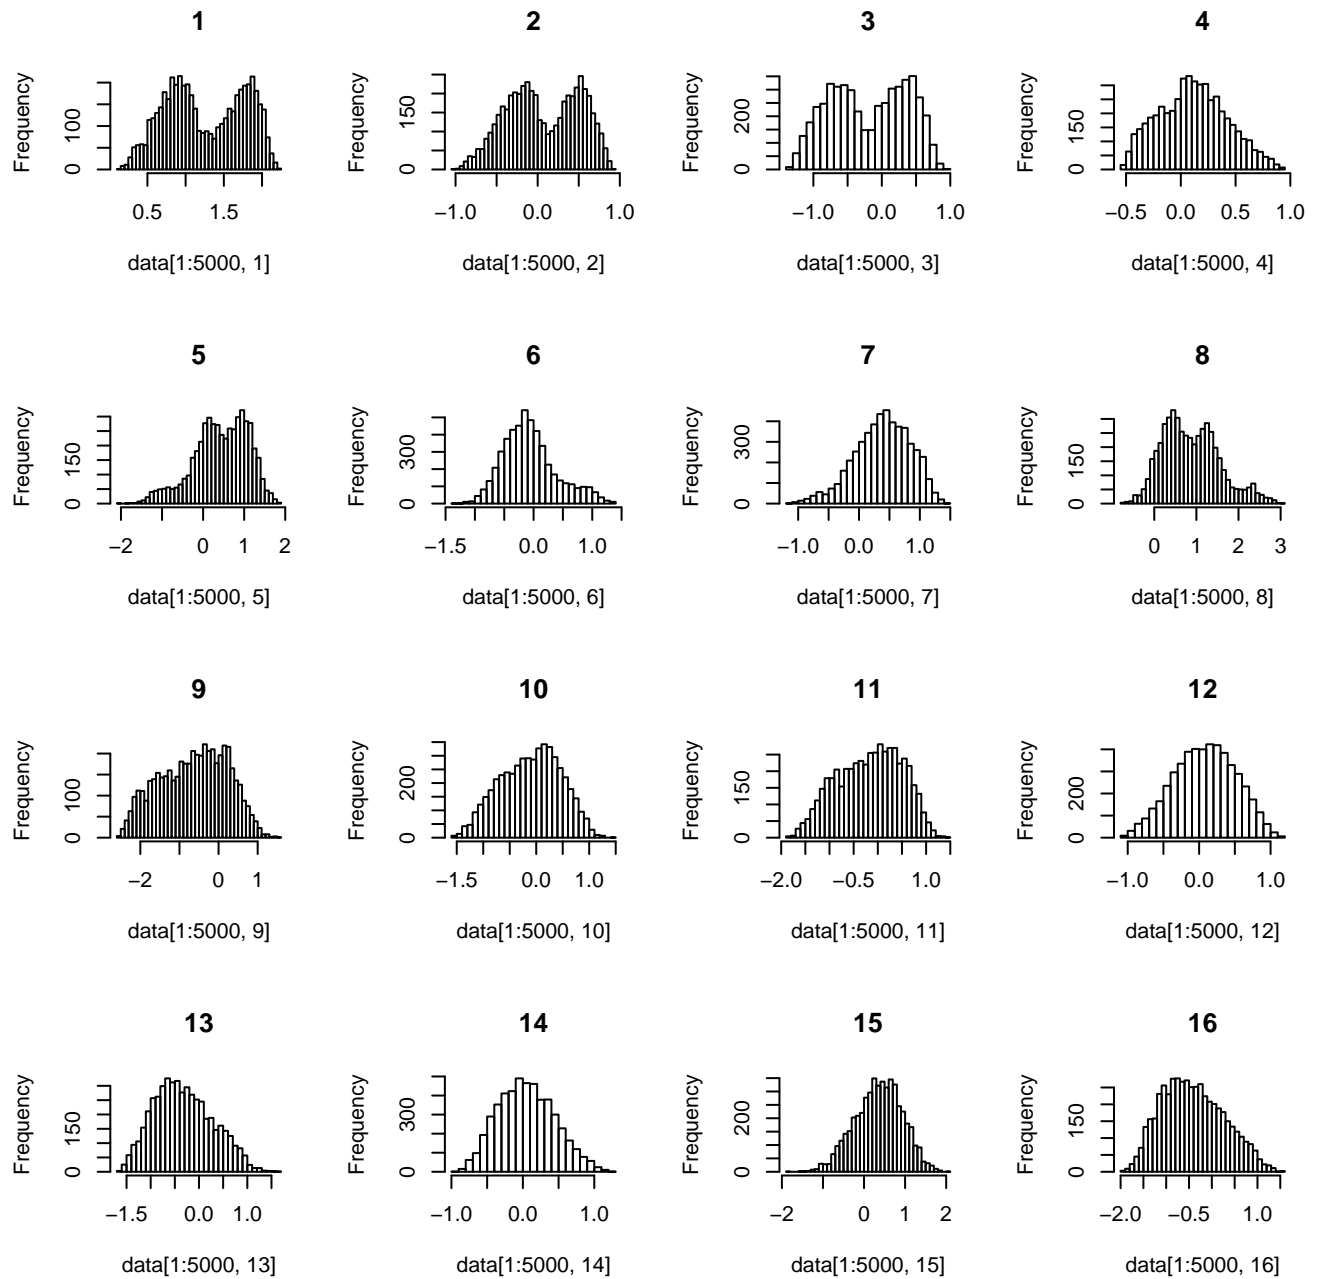 1 2 3 4
Frequency Frequency Frequency Frequency
0 100 0 150 0 200 0 150
0.5 1.5 −1.0 0.0 1.0 −1.0 0.0 1.0 −0.5 0.0 0.5 1.0
data[1:5000, 1] data[1:5000, 2] data[1:5000, 3] data[1:5000, 4]
5 6 7 8
Frequency Frequency Frequency Frequency
0 150 0 300 0 300 0 150
−2 0 1 2 −1.5 0.0 1.0 −1.0 0.0 1.0 0 1 2 3
data[1:5000, 5] data[1:5000, 6] data[1:5000, 7] data[1:5000, 8]
9 10 11 12
Frequency Frequency Frequency Frequency
0 100 0 200 0 150 0 200
−2 0 1 −1.5 0.0 1.0 −2.0 −0.5 1.0 −1.0 0.0 1.0
data[1:5000, 9] data[1:5000, 10] data[1:5000, 11] data[1:5000, 12]
13 14 15 16
Frequency Frequency Frequency Frequency
0 150 0 300 0 200 0 150
−1.5 0.0 1.0 −1.0 0.0 1.0 −2 0 1 2 −2.0 −0.5 1.0
data[1:5000, 13] data[1:5000, 14] data[1:5000, 15] data[1:5000, 16]